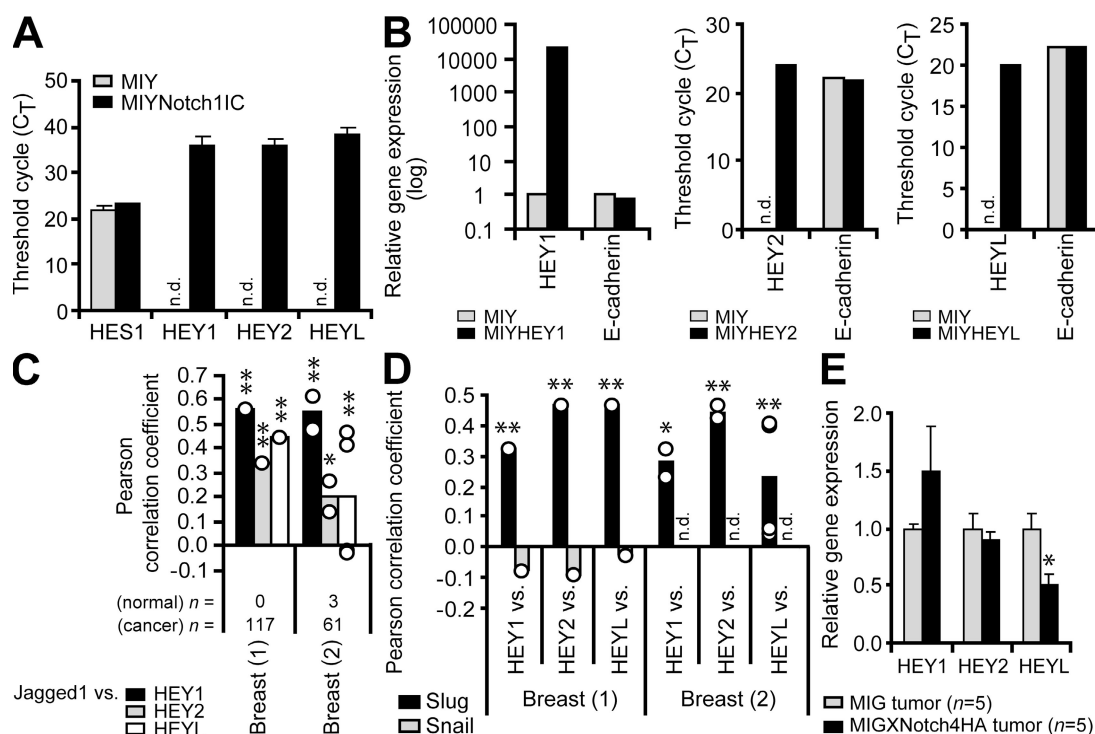 A
Threshold cycle (CT)
50
40
30
20
10
0
MIY
MIYNotch1IC
n.d.
n.d.
n.d.
HES1 HEY1 HEY2 HEYL
B
Relative gene expression
(log)
100000
10000
1000
100
10
1
0.1
HEY1
E-cadherin
MIY
MIYHEY1
Threshold cycle (CT)
30
20
10
0
n.d.
HEY2
E-cadherin
MIY
MIYHEY2
Threshold cycle (CT)
25
20
15
10
5
0
n.d.
HEYL
E-cadherin
MIY
MIYHEYL
C
Pearson
correlation coefficient
0.7
0.6
0.5
0.4
0.3
0.2
0.1
0.0
-0.1
**
**
**
**
*
**
(normal) n = 0 3
(cancer) n = 117 61
Breast (1)
Breast (2)
Jagged1 vs.
HEY1
HEY2
HEYL
D
Pearson correlation coefficient
0.5
0.4
0.3
0.2
0.1
0.0
-0.1
-0.2
**
**
**
*
**
**
n.d.
n.d.
n.d.
HEY1 vs.
HEY2 vs.
HEYL vs.
HEY1 vs.
HEY2 vs.
HEYL vs.
Breast (1) Breast (2)
Slug
Snail
E
Relative gene expression
2.0
1.5
1.0
0.5
0.0
*
HEY1 HEY2 HEYL
MIG tumor (n=5)
MIGXNotch4HA tumor (n=5)